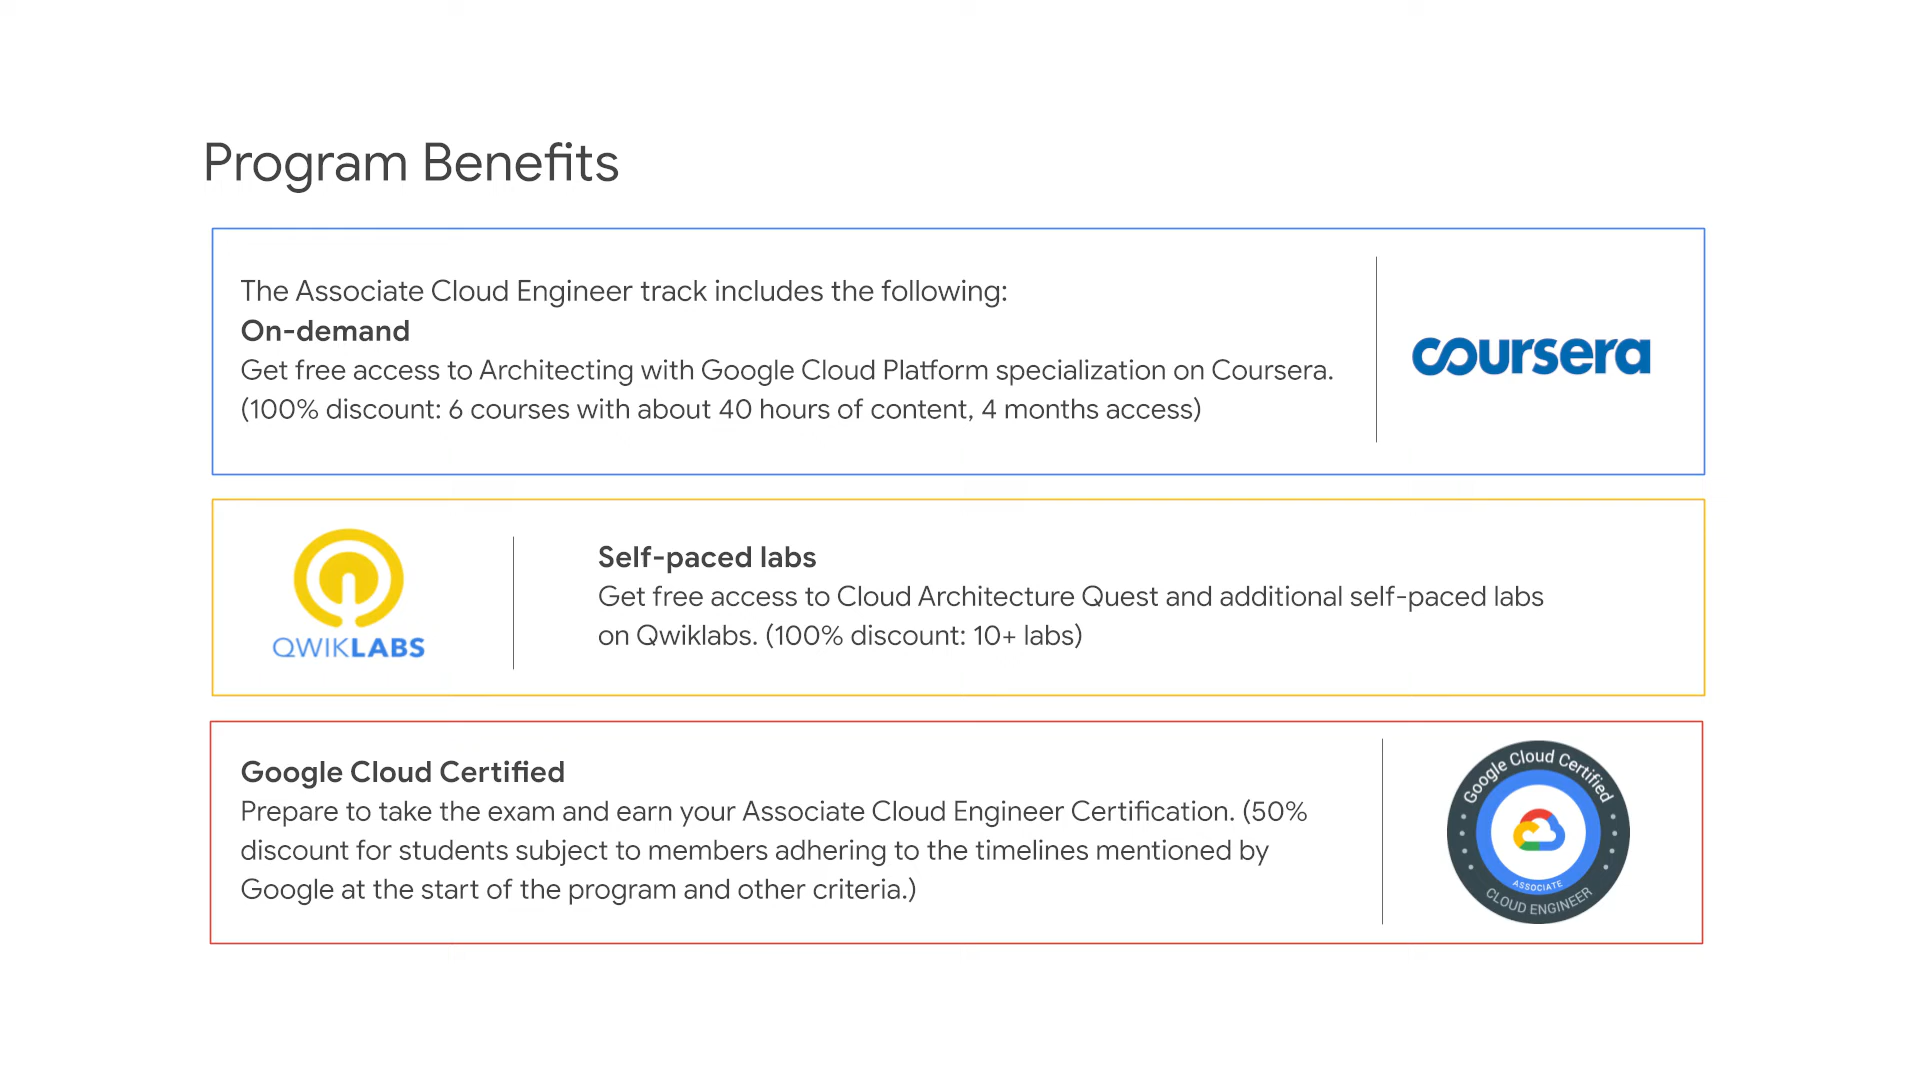 Program Benefits
The Associate Cloud Engineer track includes the following:
On-demand
Get free access to Architecting with Google Cloud Platform specialization on Coursera.
(100% discount: 6 courses with about 40 hours of content, 4 months access)
coursera
QWIKLABS
Self-paced labs
Get free access to Cloud Architecture Quest and additional self-paced labs
on Qwiklabs. (100% discount: 10+ labs)
Google Cloud Certified
Prepare to take the exam and earn your Associate Cloud Engineer Certification. (50%
discount for students subject to members adhering to the timelines mentioned by
Google at the start of the program and other criteria.)
Google Cloud Certified
ASSOCIATE
CLOUD ENGINEER